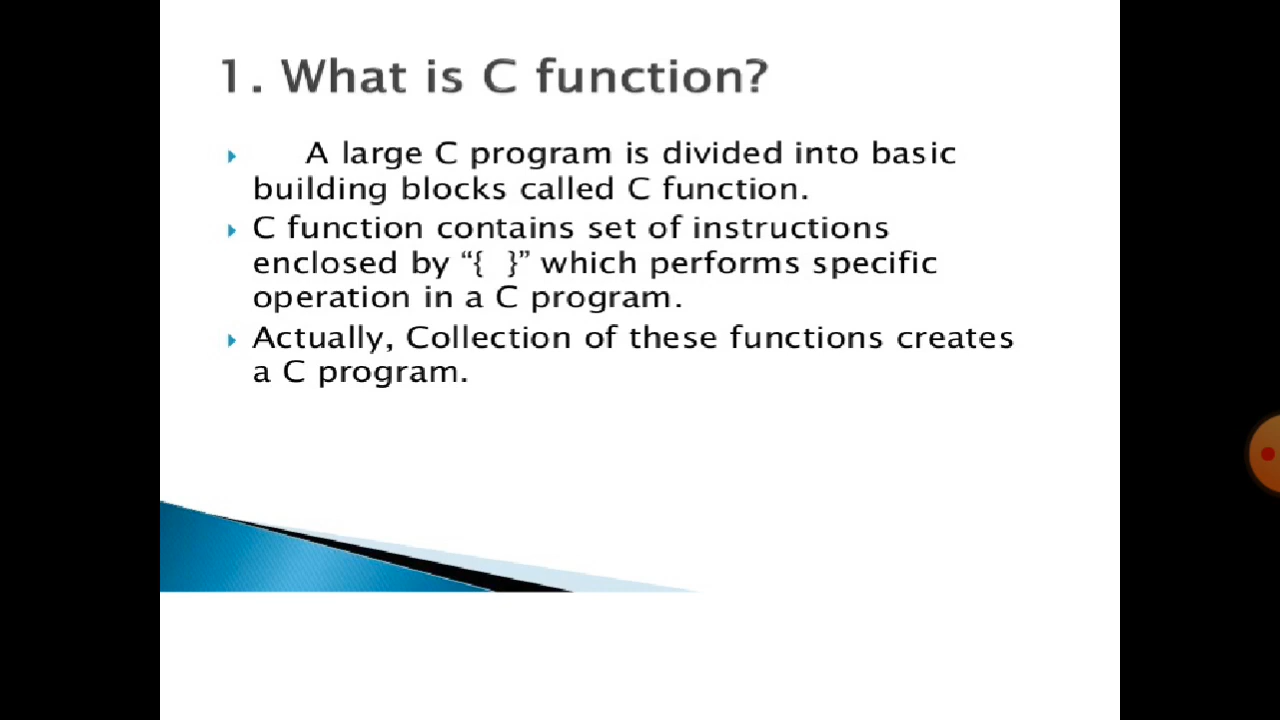 1. What is C function?
A large C program is divided into basic
building blocks called C function.
C function contains set of instructions
enclosed by “{  }” which performs specific
operation in a C program.
Actually, Collection of these functions creates
a C program.